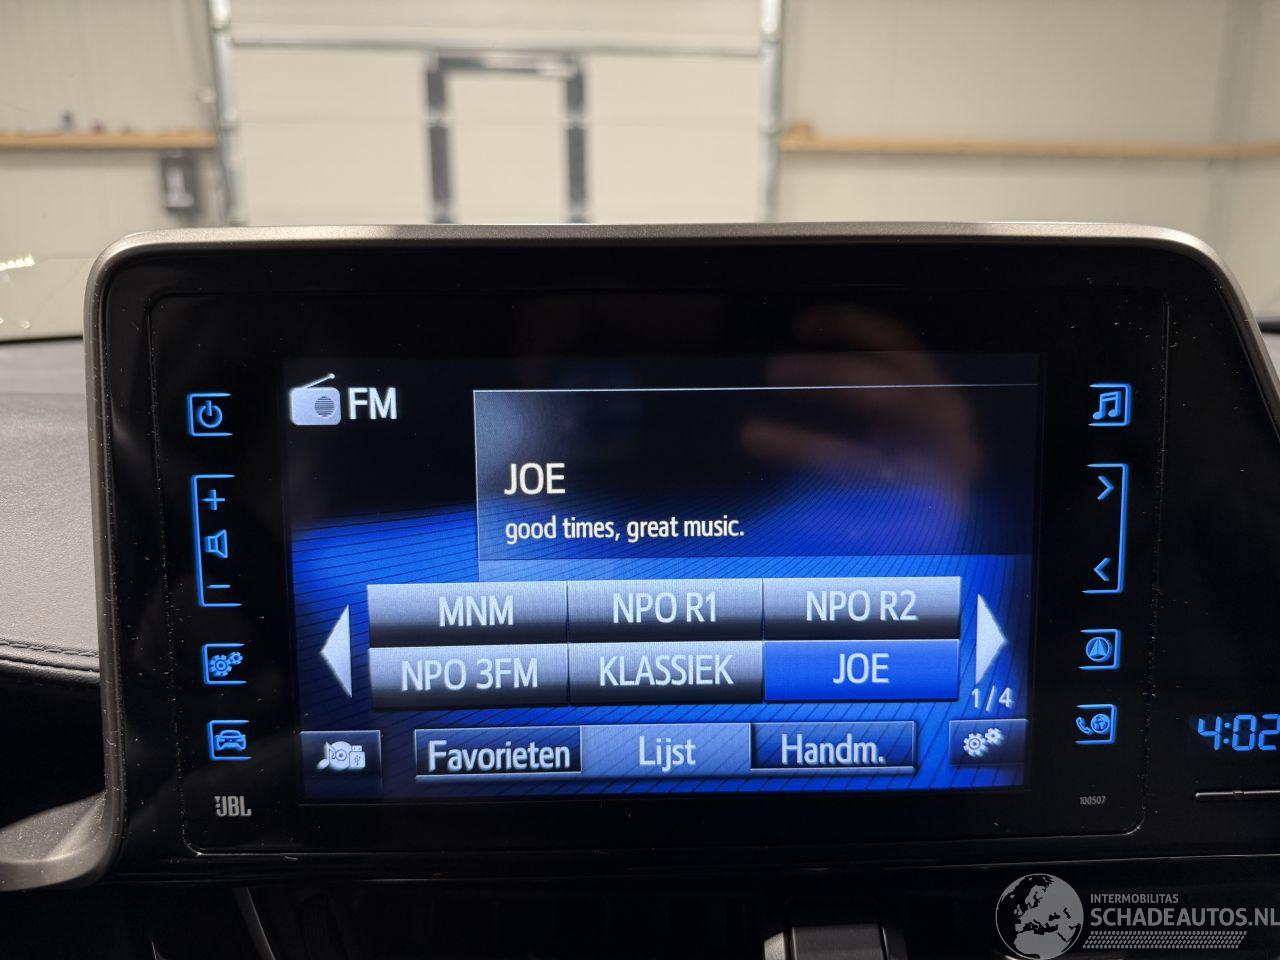 FM
JOE
good times, great music.
MNM
NPO R1
NPO R2
NPO 3FM
KLASSIEK
JOE
1/4
Favorieten
Lijst
Handm.
4:02
JBL
100507
INTERMOBILITAS
SCHADEAUTOS.NL